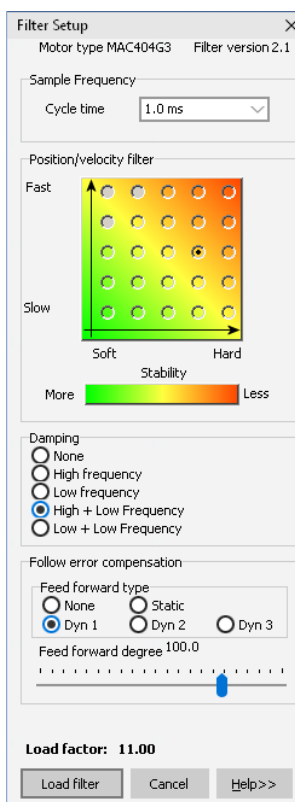 Filter Setup
Motor type MAC404G3 Filter version 2.1
Sample Frequency
Cycle time 1.0 ms
Position/velocity filter
Fast
Slow
Soft Hard
Stability
More Less
Damping
None
High frequency
Low frequency
High + Low Frequency
Low + Low Frequency
Follow error compensation
Feed forward type
None Static
Dyn 1 Dyn 2 Dyn 3
Feed forward degree 100.0
Load factor: 11.00
Load filter Cancel Help>>